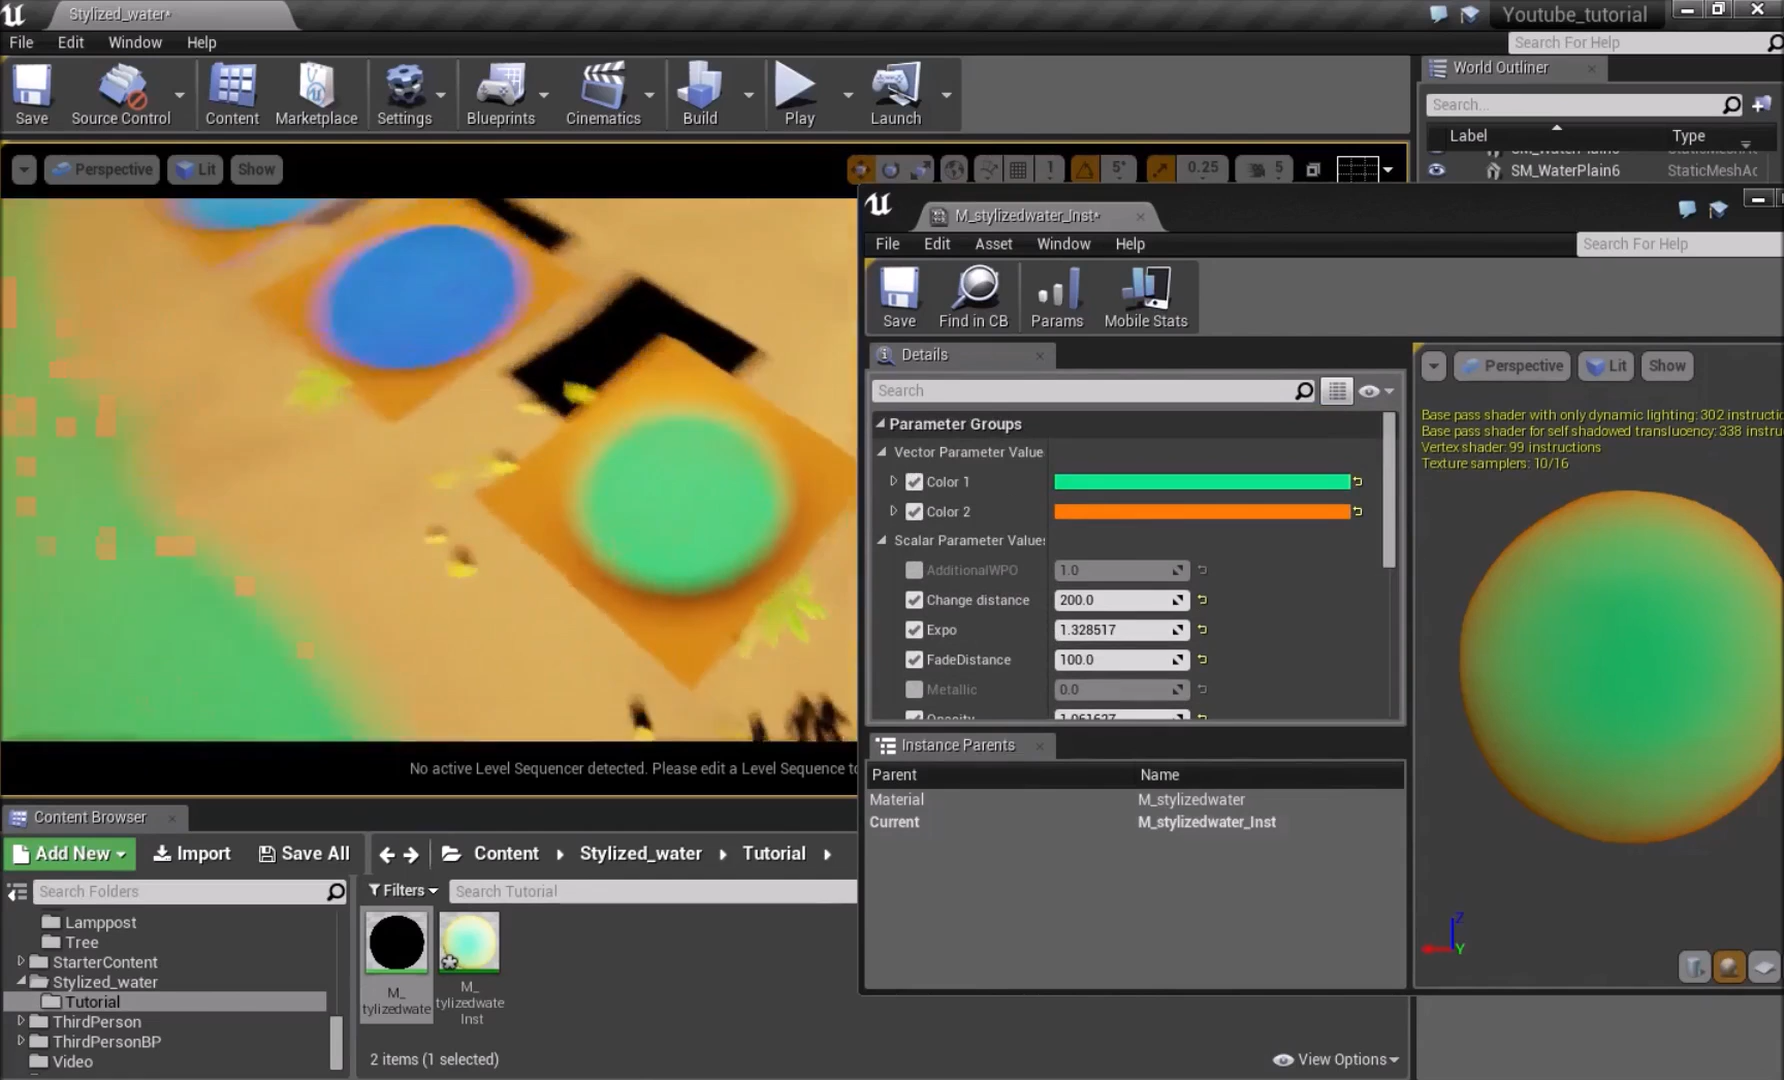 Stylized_water*
Youtube_tutorial
File Edit Window Help
Search For Help
Save
Source Control
Content
Marketplace
Settings
Blueprints
Cinematics
Build
Play
Launch
World Outliner
Search...
Label Type
SM_WaterPlain6 StaticMeshAc
Perspective Lit Show
1 5° 0.25 5
M_stylizedwater_Inst*
File Edit Asset Window Help
Search For Help
Save
Find in CB
Params
Mobile Stats
Details
Search
Parameter Groups
Vector Parameter Value
Color 1
Color 2
Scalar Parameter Values
AdditionalWPO 1.0
Change distance 200.0
Expo 1.328517
FadeDistance 100.0
Metallic 0.0
Opacity 1.061627
Perspective Lit Show
Base pass shader with only dynamic lighting: 302 instructi
Base pass shader for self shadowed translucency: 338 instru
Vertex shader: 99 instructions
Texture samplers: 10/16
Z
Y
Instance Parents
Parent Name
Material M_stylizedwater
Current M_stylizedwater_Inst
No active Level Sequencer detected. Please edit a Level Sequence to
Content Browser
Add New Import Save All Content Stylized_water Tutorial
Search Folders
Filters Search Tutorial
Lamppost
Tree
StarterContent
Stylized_water
Tutorial
ThirdPerson
ThirdPersonBP
Video
M_
tylizedwate
M_
tylizedwate
Inst
2 items (1 selected)
View Options